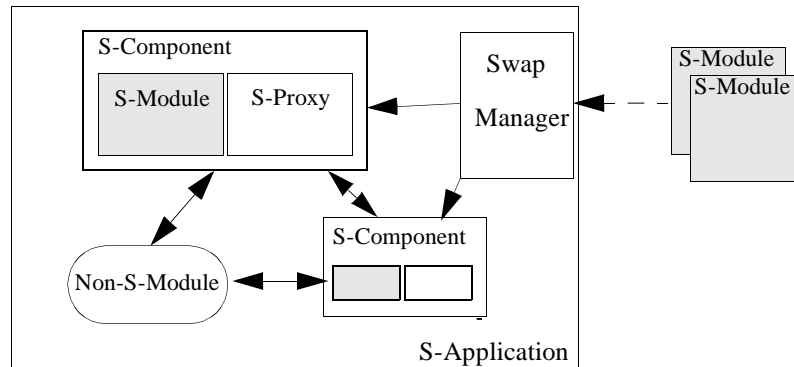 S-Component
S-Module
S-Proxy
Swap
Manager
S-Module
S-Module
S-Component
Non-S-Module
S-Application